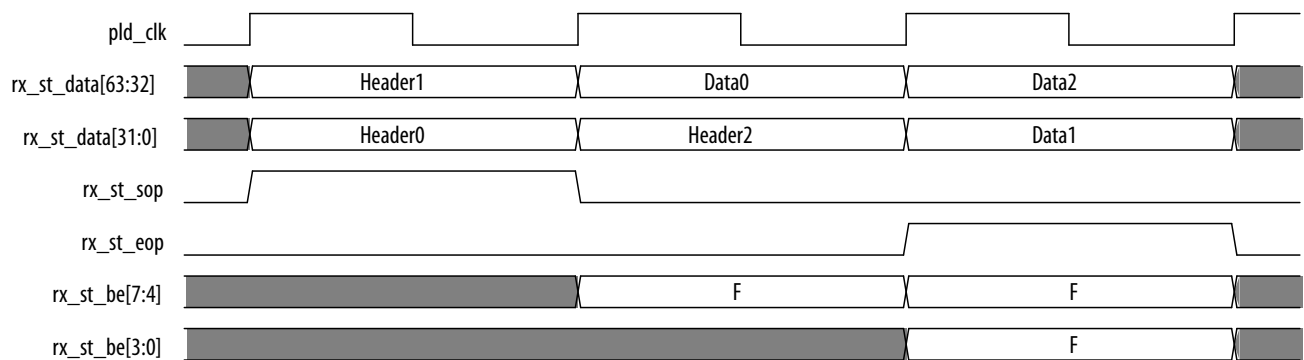 pld_clk
rx_st_data[63:32] Header1 Data0 Data2
rx_st_data[31:0] Header0 Header2 Data1
rx_st_sop
rx_st_eop
rx_st_be[7:4] F F
rx_st_be[3:0] F